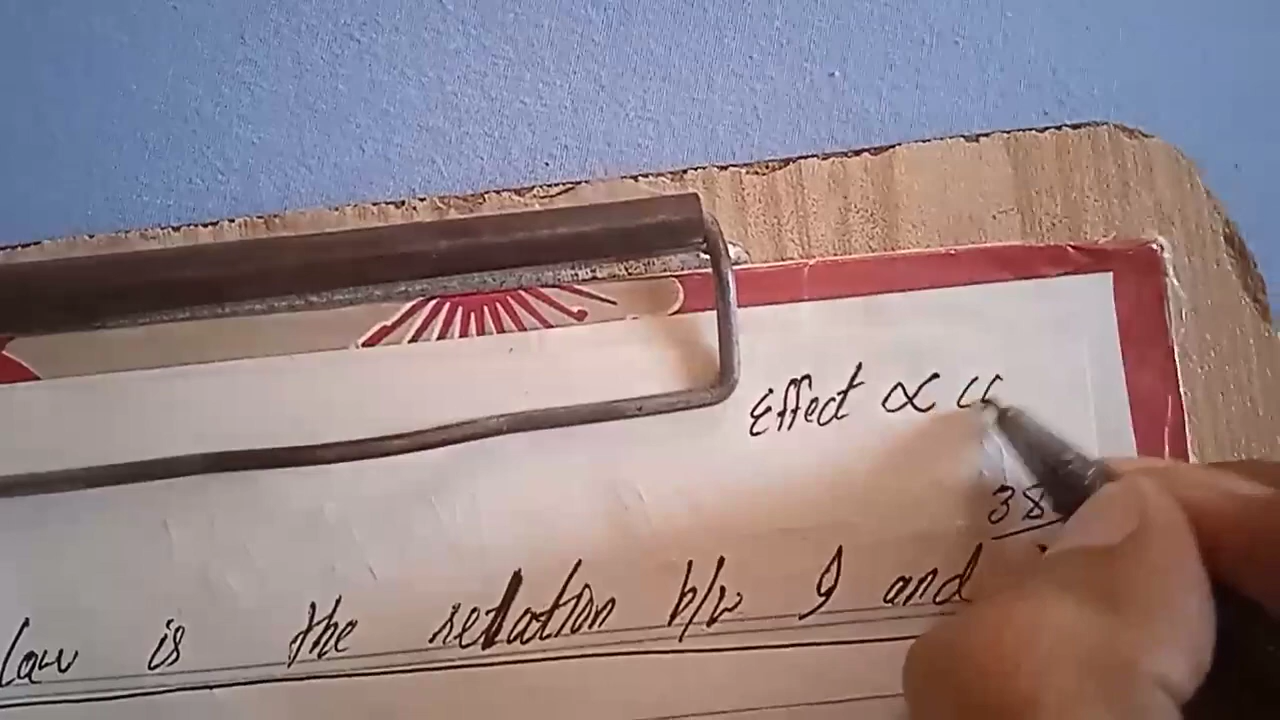 Effect ∝
38
law is the relation b/w I and